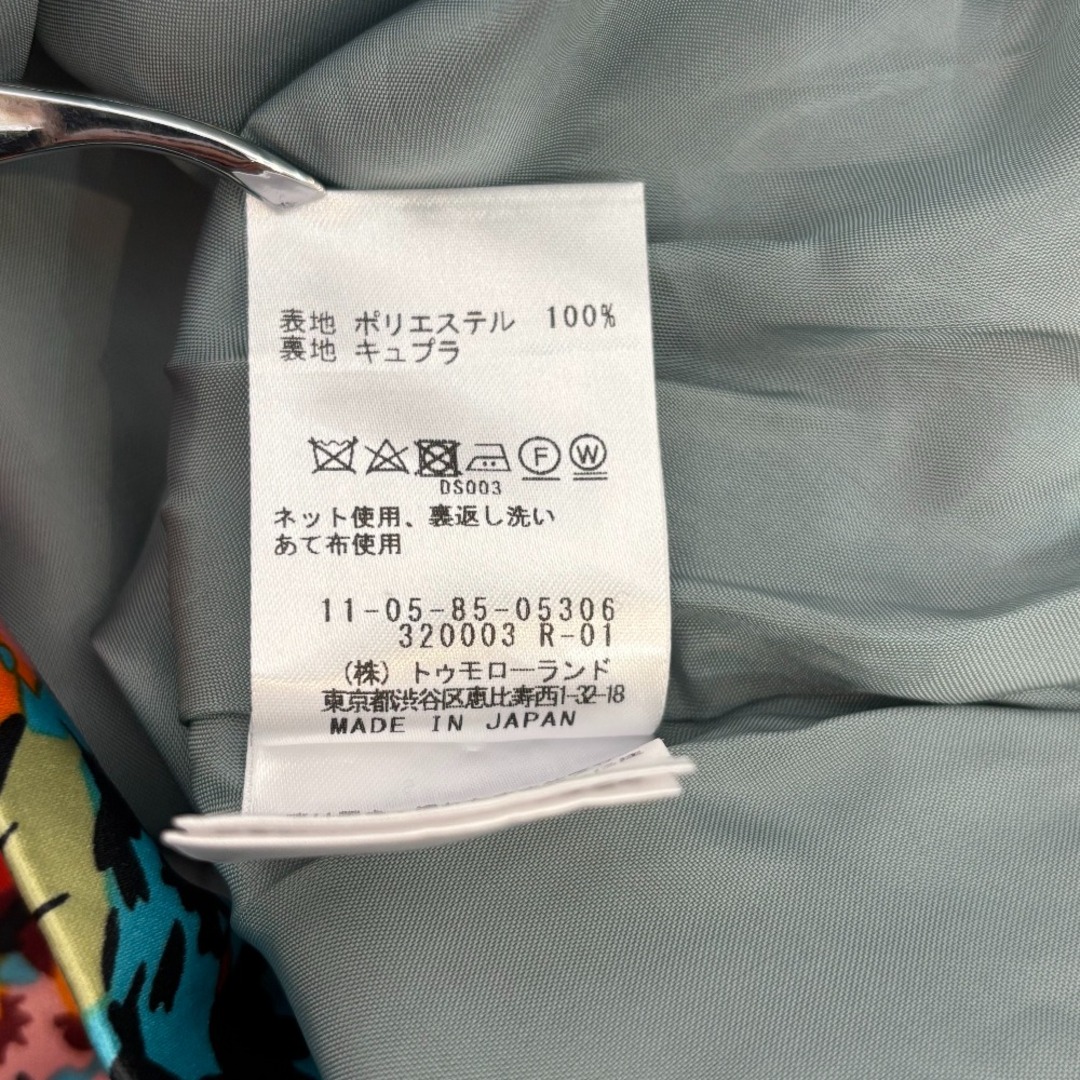 表地 ポリエステル 100%
裏地 キュプラ
F W
DS003
ネット使用、裏返し洗い
あて布使用
11-05-85-05306
320003 R-01
(株) トゥモローランド
東京都渋谷区恵比寿西1-32-18
MADE IN JAPAN